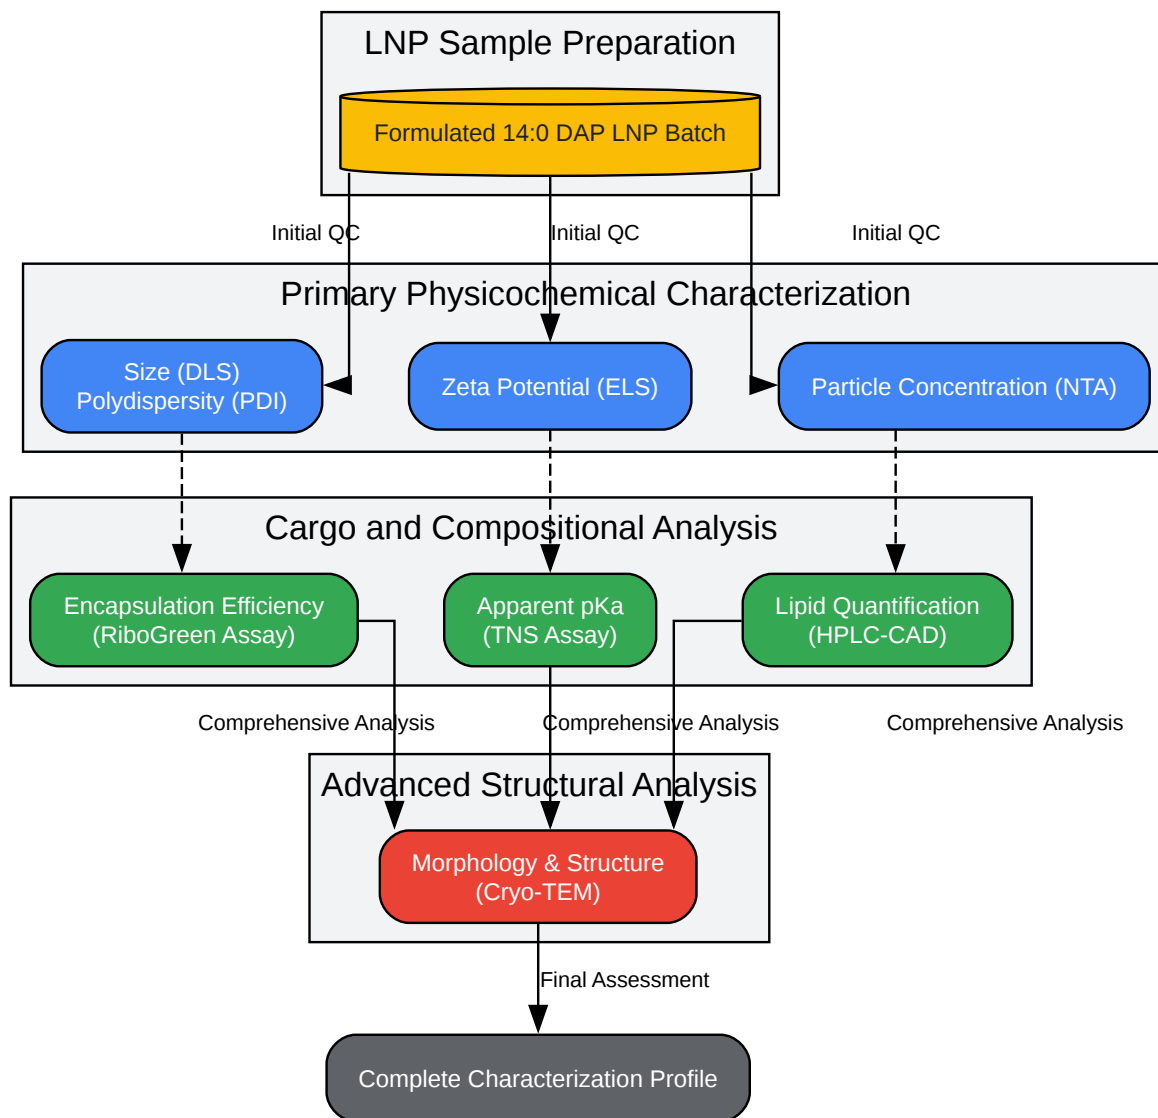 LNP Sample Preparation
Formulated 14:0 DAP LNP Batch
Initial QC
Initial QC
Initial QC
Primary Physicochemical Characterization
Size (DLS)
Polydispersity (PDI)
Zeta Potential (ELS)
Particle Concentration (NTA)
Cargo and Compositional Analysis
Encapsulation Efficiency
(RiboGreen Assay)
Apparent pKa
(TNS Assay)
Lipid Quantification
(HPLC-CAD)
Comprehensive Analysis
Comprehensive Analysis
Comprehensive Analysis
Advanced Structural Analysis
Morphology & Structure
(Cryo-TEM)
Final Assessment
Complete Characterization Profile